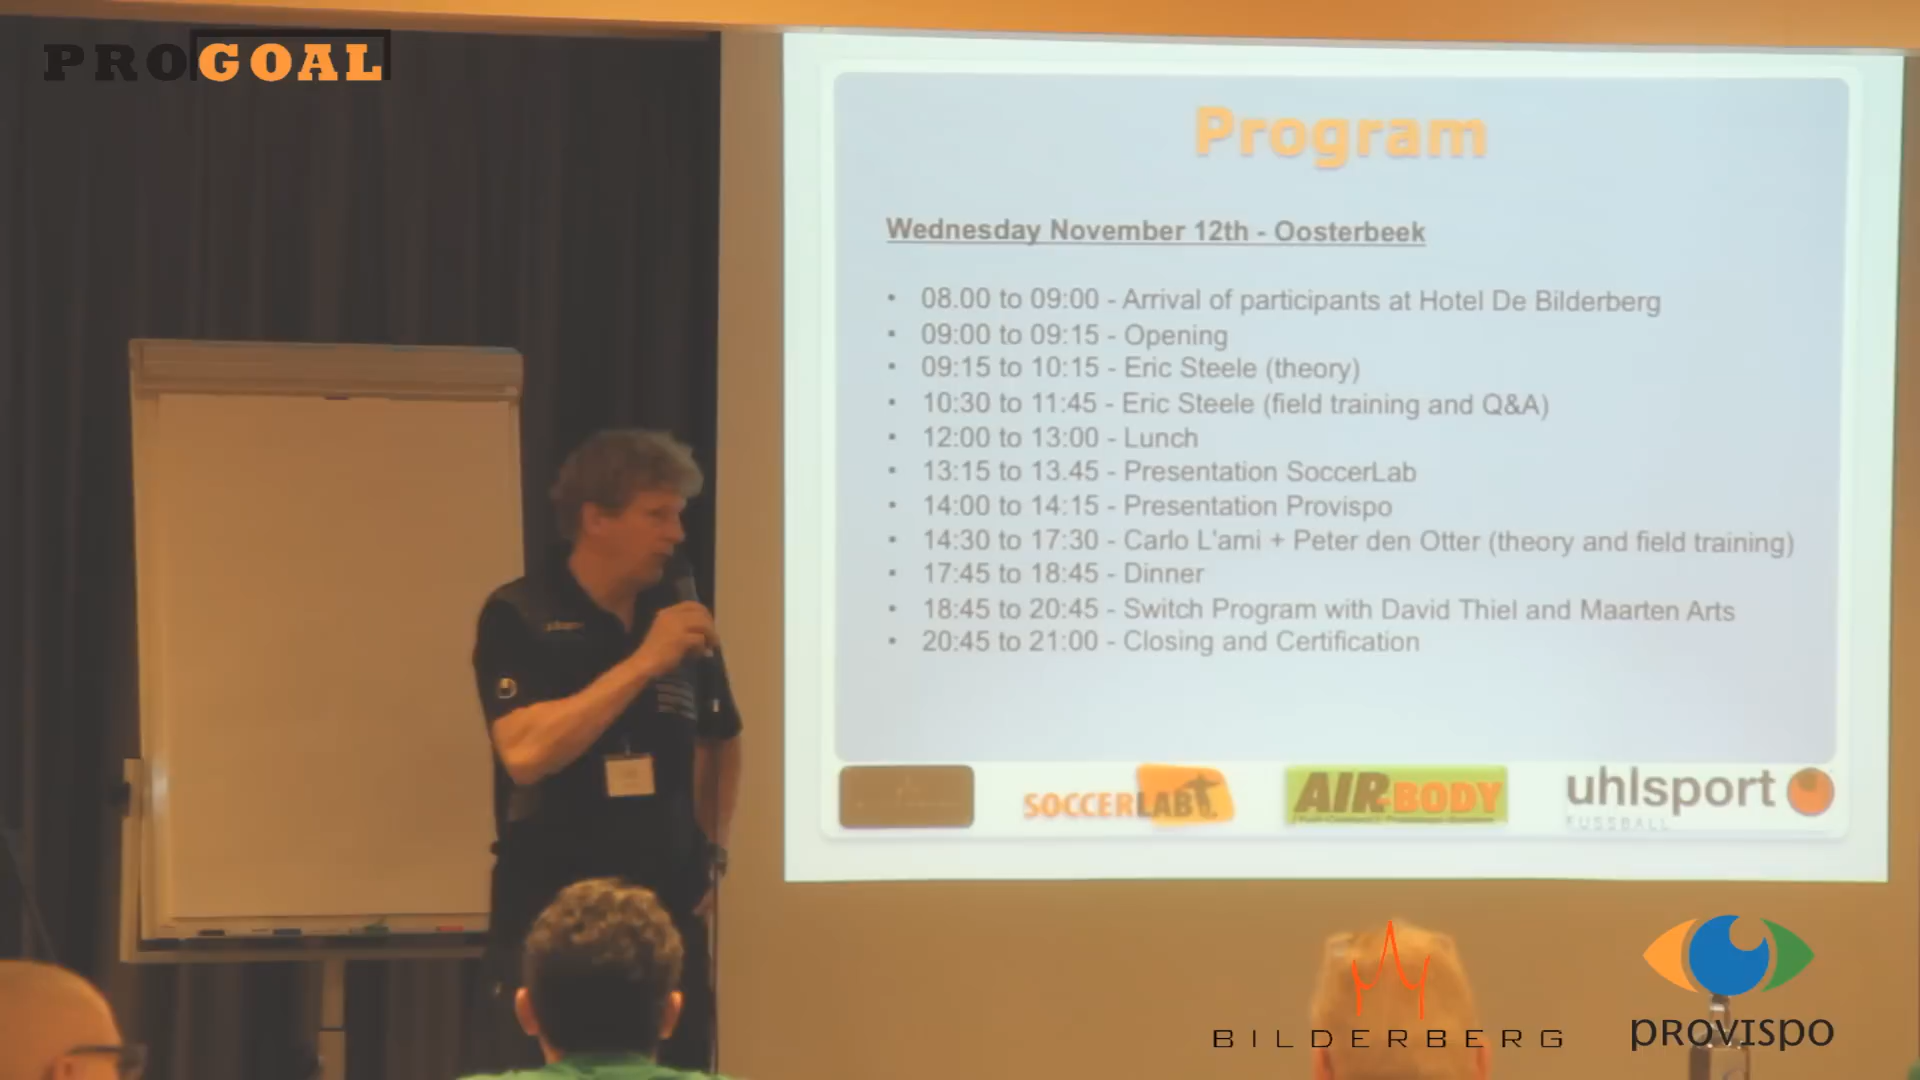 PROGOAL
Program
Wednesday November 12th - Oosterbeek
• 08.00 to 09:00 - Arrival of participants at Hotel De Bilderberg
• 09:00 to 09:15 - Opening
• 09:15 to 10:15 - Eric Steele (theory)
• 10:30 to 11:45 - Eric Steele (field training and Q&A)
• 12:00 to 13:00 - Lunch
• 13:15 to 13.45 - Presentation SoccerLab
• 14:00 to 14:15 - Presentation Provispo
• 14:30 to 17:30 - Carlo L'ami + Peter den Otter (theory and field training)
• 17:45 to 18:45 - Dinner
• 18:45 to 20:45 - Switch Program with David Thiel and Maarten Arts
• 20:45 to 21:00 - Closing and Certification
SOCCERLAB
AIR-BODY
uhlsport
FUSSBALL
BILDERBERG
PROVISPO